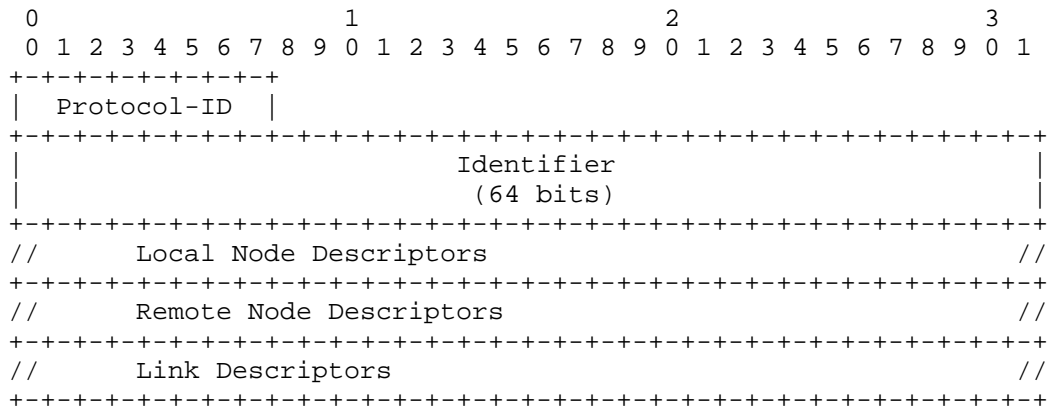 0                   1                   2                   3
 0 1 2 3 4 5 6 7 8 9 0 1 2 3 4 5 6 7 8 9 0 1 2 3 4 5 6 7 8 9 0 1
+-+-+-+-+-+-+-+-+
|  Protocol-ID  |
+-+-+-+-+-+-+-+-+-+-+-+-+-+-+-+-+-+-+-+-+-+-+-+-+-+-+-+-+-+-+-+-+
|                           Identifier                          |
|                            (64 bits)                          |
+-+-+-+-+-+-+-+-+-+-+-+-+-+-+-+-+-+-+-+-+-+-+-+-+-+-+-+-+-+-+-+-+
//      Local Node Descriptors                                 //
+-+-+-+-+-+-+-+-+-+-+-+-+-+-+-+-+-+-+-+-+-+-+-+-+-+-+-+-+-+-+-+-+
//      Remote Node Descriptors                                //
+-+-+-+-+-+-+-+-+-+-+-+-+-+-+-+-+-+-+-+-+-+-+-+-+-+-+-+-+-+-+-+-+
//      Link Descriptors                                       //
+-+-+-+-+-+-+-+-+-+-+-+-+-+-+-+-+-+-+-+-+-+-+-+-+-+-+-+-+-+-+-+-+